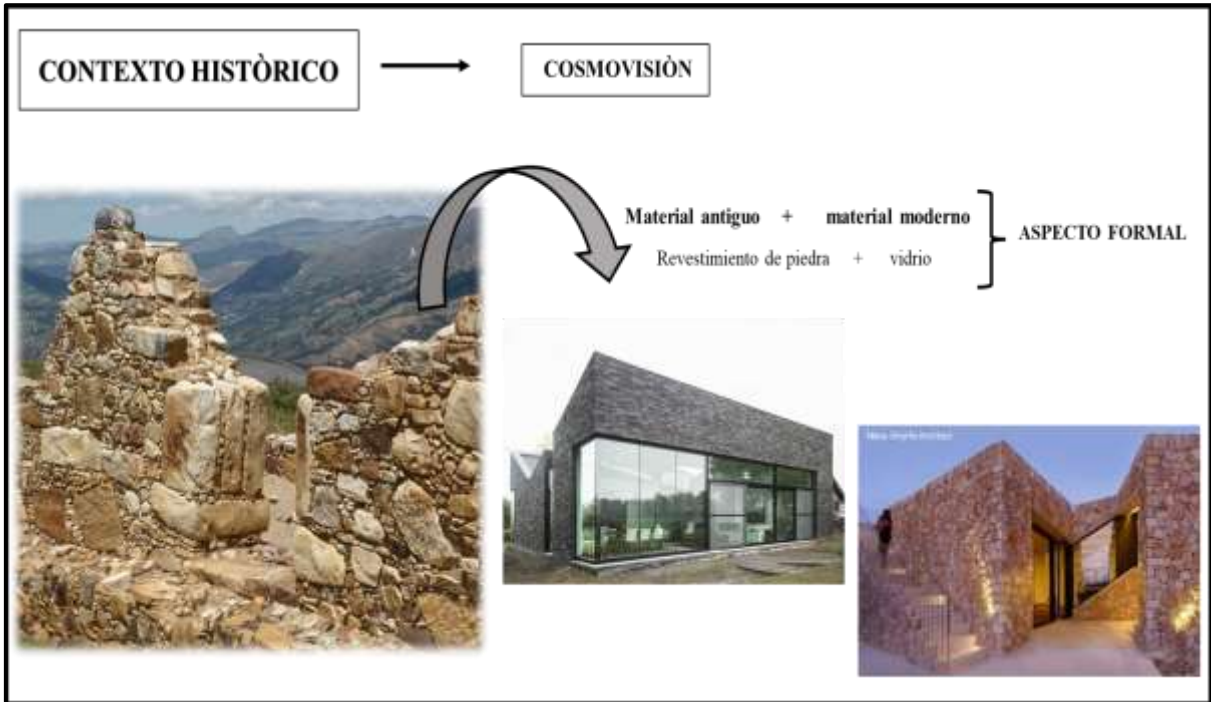 CONTEXTO HISTÒRICO
COSMOVISIÒN
Material antiguo + material moderno
Revestimiento de piedra + vidrio
ASPECTO FORMAL